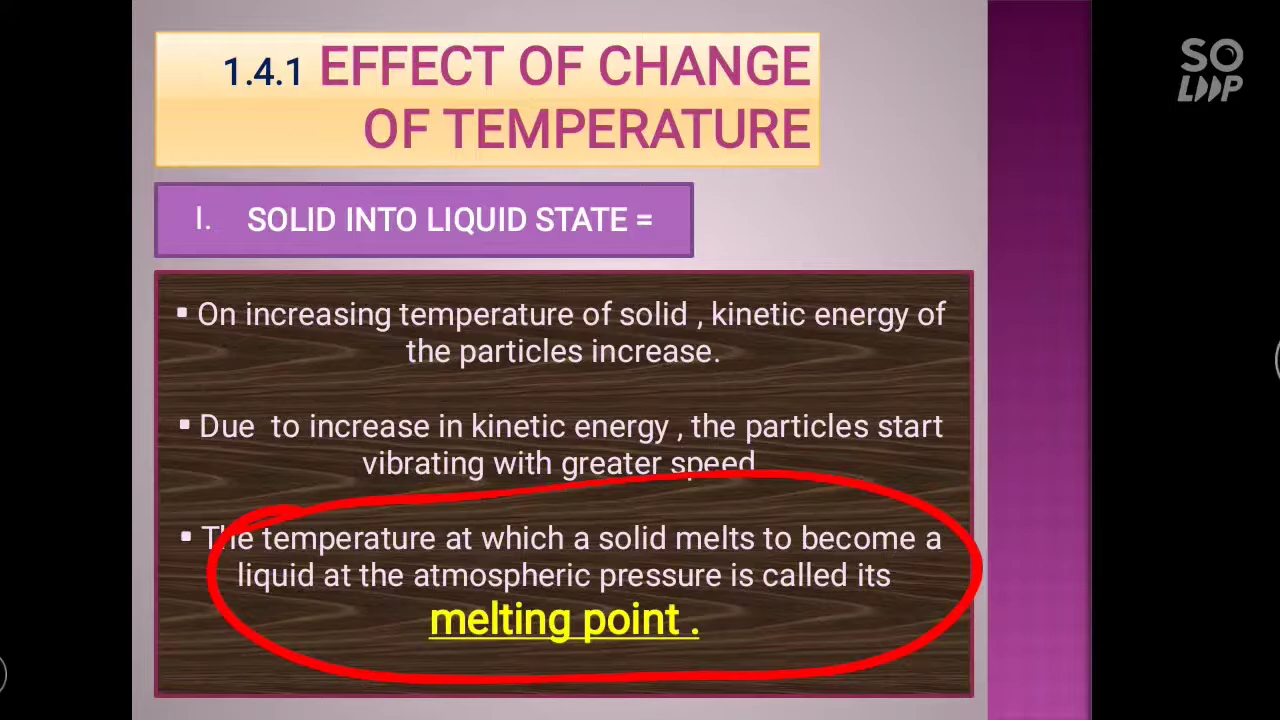 1.4.1 EFFECT OF CHANGE
OF TEMPERATURE
I. SOLID INTO LIQUID STATE =
▪ On increasing temperature of solid , kinetic energy of
the particles increase.
▪ Due to increase in kinetic energy , the particles start
vibrating with greater speed
▪ The temperature at which a solid melts to become a
liquid at the atmospheric pressure is called its
melting point .
SO
LOOP